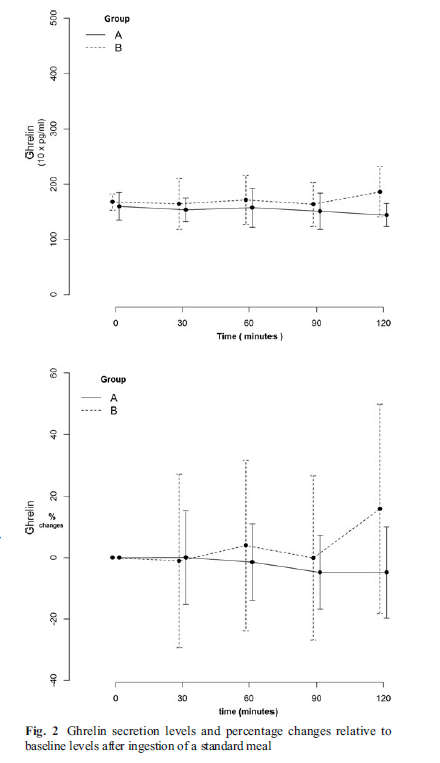 Group
A
B
500
400
300
200
100
0
Ghrelin
(10 x pg/ml)
0 30 60 90 120
Time ( minutes )
Group
A
B
60
40
20
0
-20
-40
Ghrelin
%
changes
0 30 60 90 120
time (minutes)
Fig. 2 Ghrelin secretion levels and percentage changes relative to
baseline levels after ingestion of a standard meal